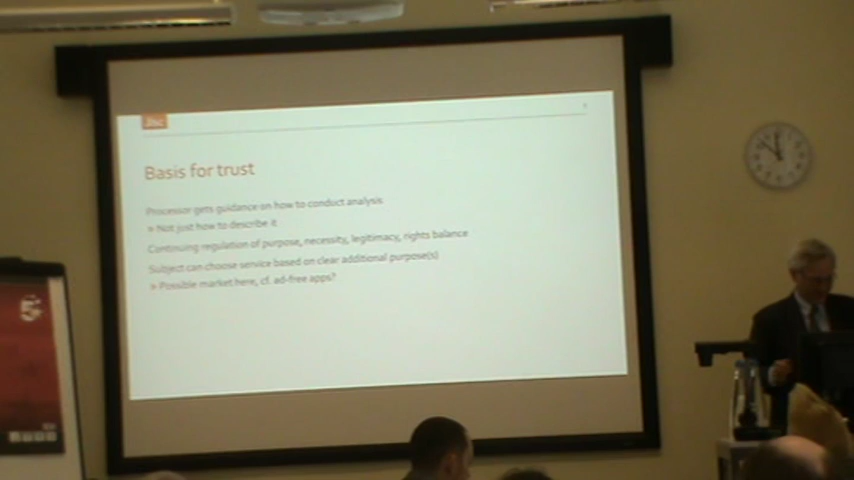 Jisc
Basis for trust
Processor gets guidance on how to conduct analysis
» Not just how to describe it
Continuing regulation of purpose, necessity, legitimacy, rights balance
Subject can choose service based on clear additional purpose(s)
» Possible market here, cf. ad-free apps?